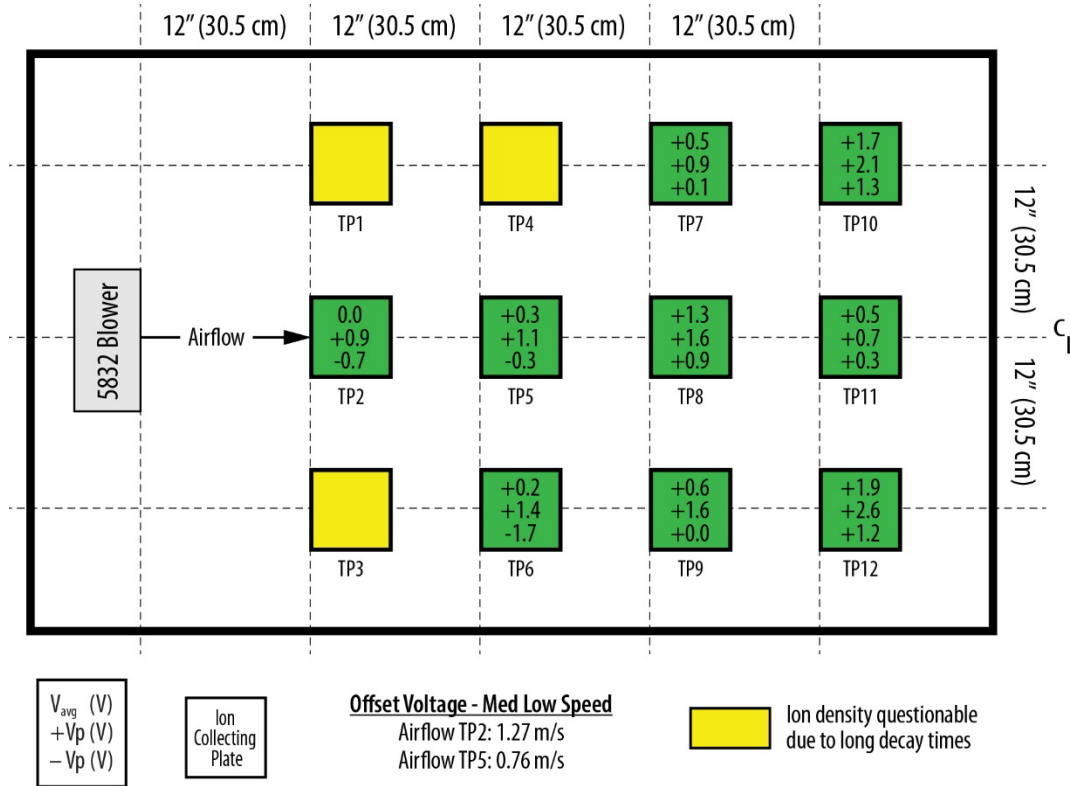 12” (30.5 cm) 12” (30.5 cm) 12” (30.5 cm) 12” (30.5 cm)
TP1
TP4
+0.5
+0.9
+0.1
TP7
+1.7
+2.1
+1.3
TP10
12” (30.5 cm)
5832 Blower
Airflow
0.0
+0.9
-0.7
TP2
+0.3
+1.1
-0.3
TP5
+1.3
+1.6
+0.9
TP8
+0.5
+0.7
+0.3
TP11
12” (30.5 cm)
TP3
+0.2
+1.4
-1.7
TP6
+0.6
+1.6
+0.0
TP9
+1.9
+2.6
+1.2
TP12
Vavg (V)
+Vp (V)
– Vp (V)
Ion
Collecting
Plate
Offset Voltage - Med Low Speed
Airflow TP2: 1.27 m/s
Airflow TP5: 0.76 m/s
Ion density questionable
due to long decay times